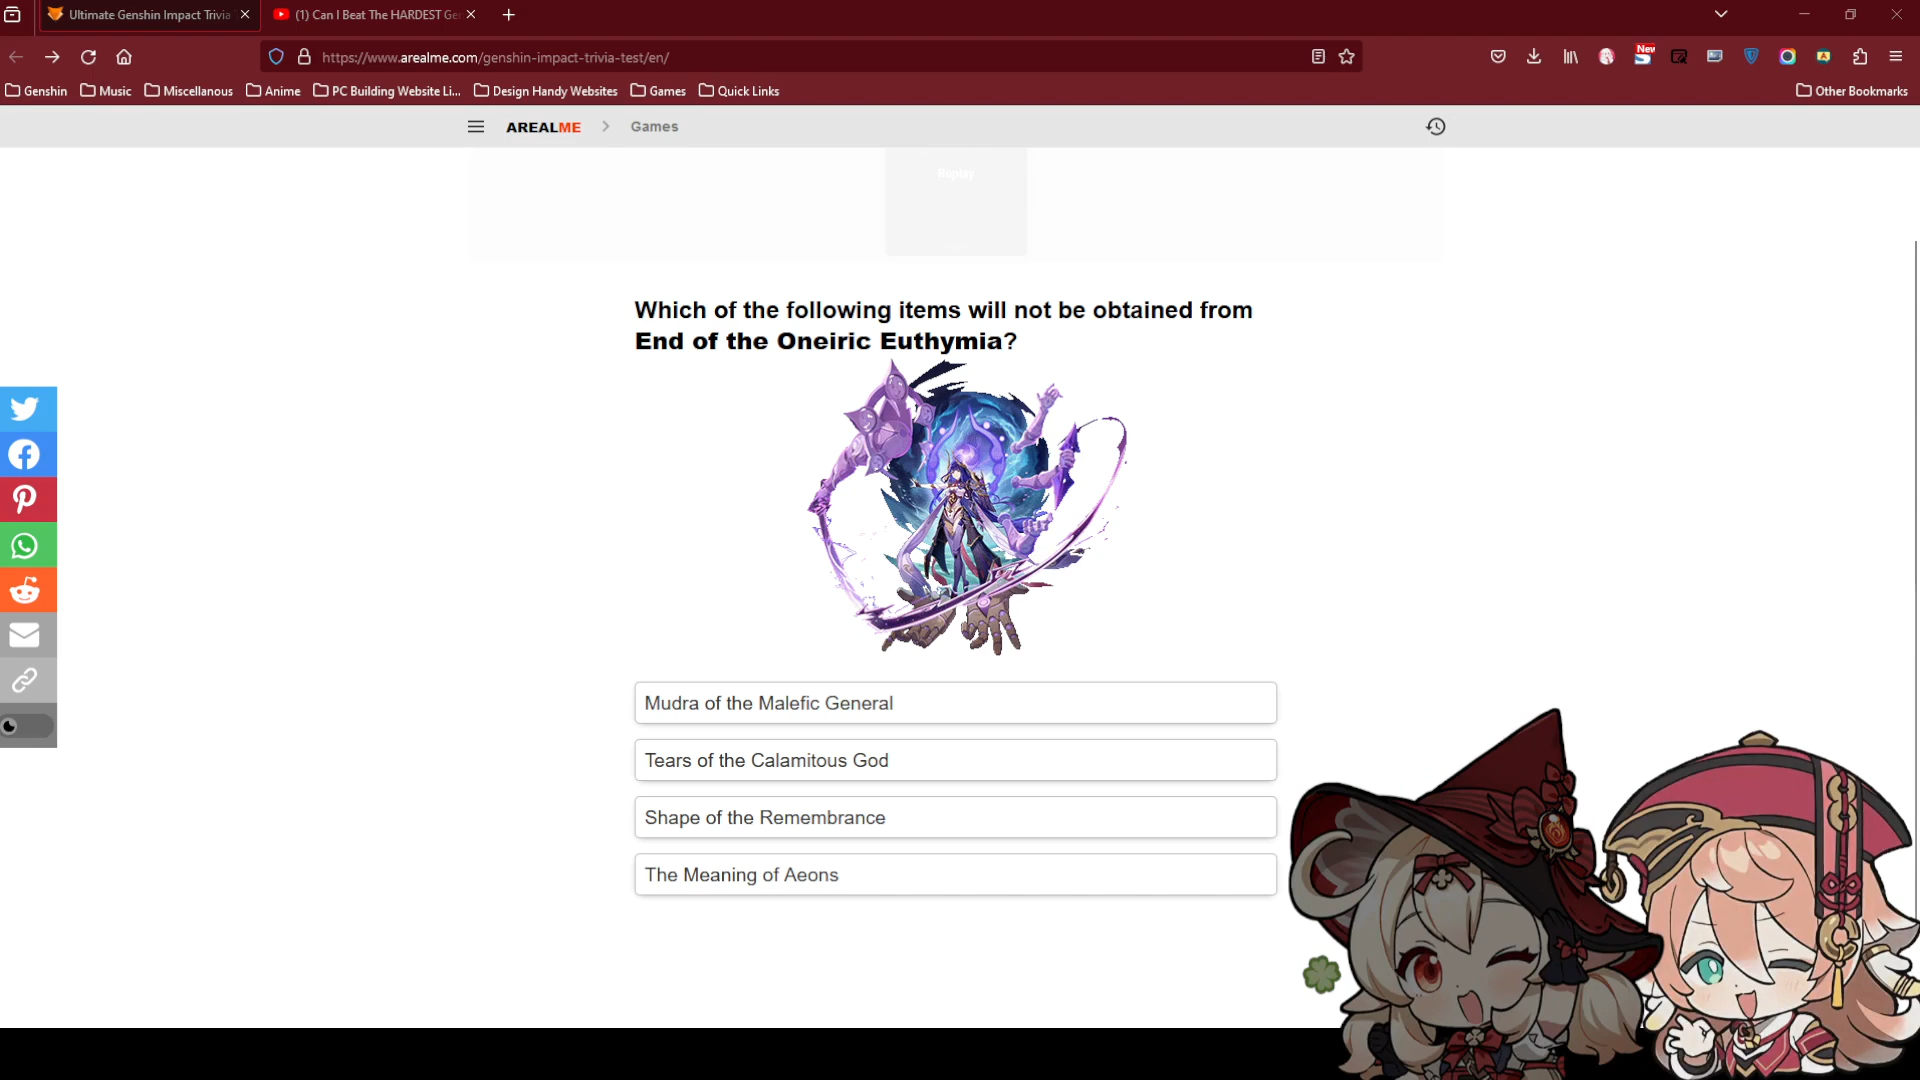 Ultimate Genshin Impact Trivia
(1) Can I Beat The HARDEST Ge
https://www.arealme.com/genshin-impact-trivia-test/en/
New
Genshin
Music
Miscellanous
Anime
PC Building Website Li...
Design Handy Websites
Games
Quick Links
Other Bookmarks
AREALME
Games
Replay
Which of the following items will not be obtained from
End of the Oneiric Euthymia?
Mudra of the Malefic General
Tears of the Calamitous God
Shape of the Remembrance
The Meaning of Aeons